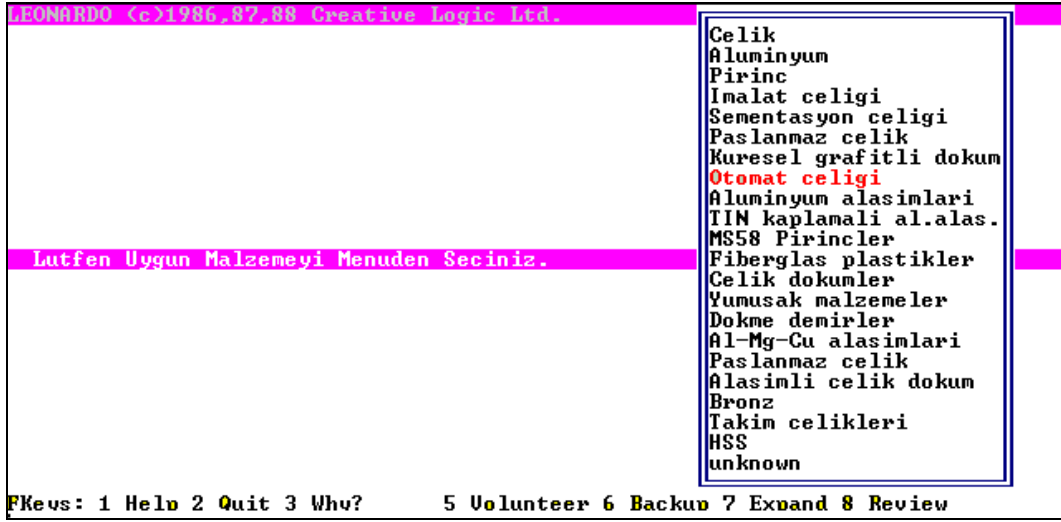 LEONARDO (c)1986,87,88 Creative Logic Ltd.
Celik
Aluminyum
Pirinc
Imalat celigi
Sementasyon celigi
Paslanmaz celik
Kuresel grafitli dokum
Otomat celigi
Aluminyum alasimlari
TIN kaplamali al.alas.
MS58 Pirincler
Lutfen Uygun Malzemeyi Menuden Seciniz.
Fiberglas plastikler
Celik dokumler
Yumusak malzemeler
Dokme demirler
Al-Mg-Cu alasimlari
Paslanmaz celik
Alasimli celik dokum
Bronz
Takim celikleri
HSS
unknown
FKeys: 1 Help 2 Quit 3 Why? 5 Volunteer 6 Backup 7 Expand 8 Review